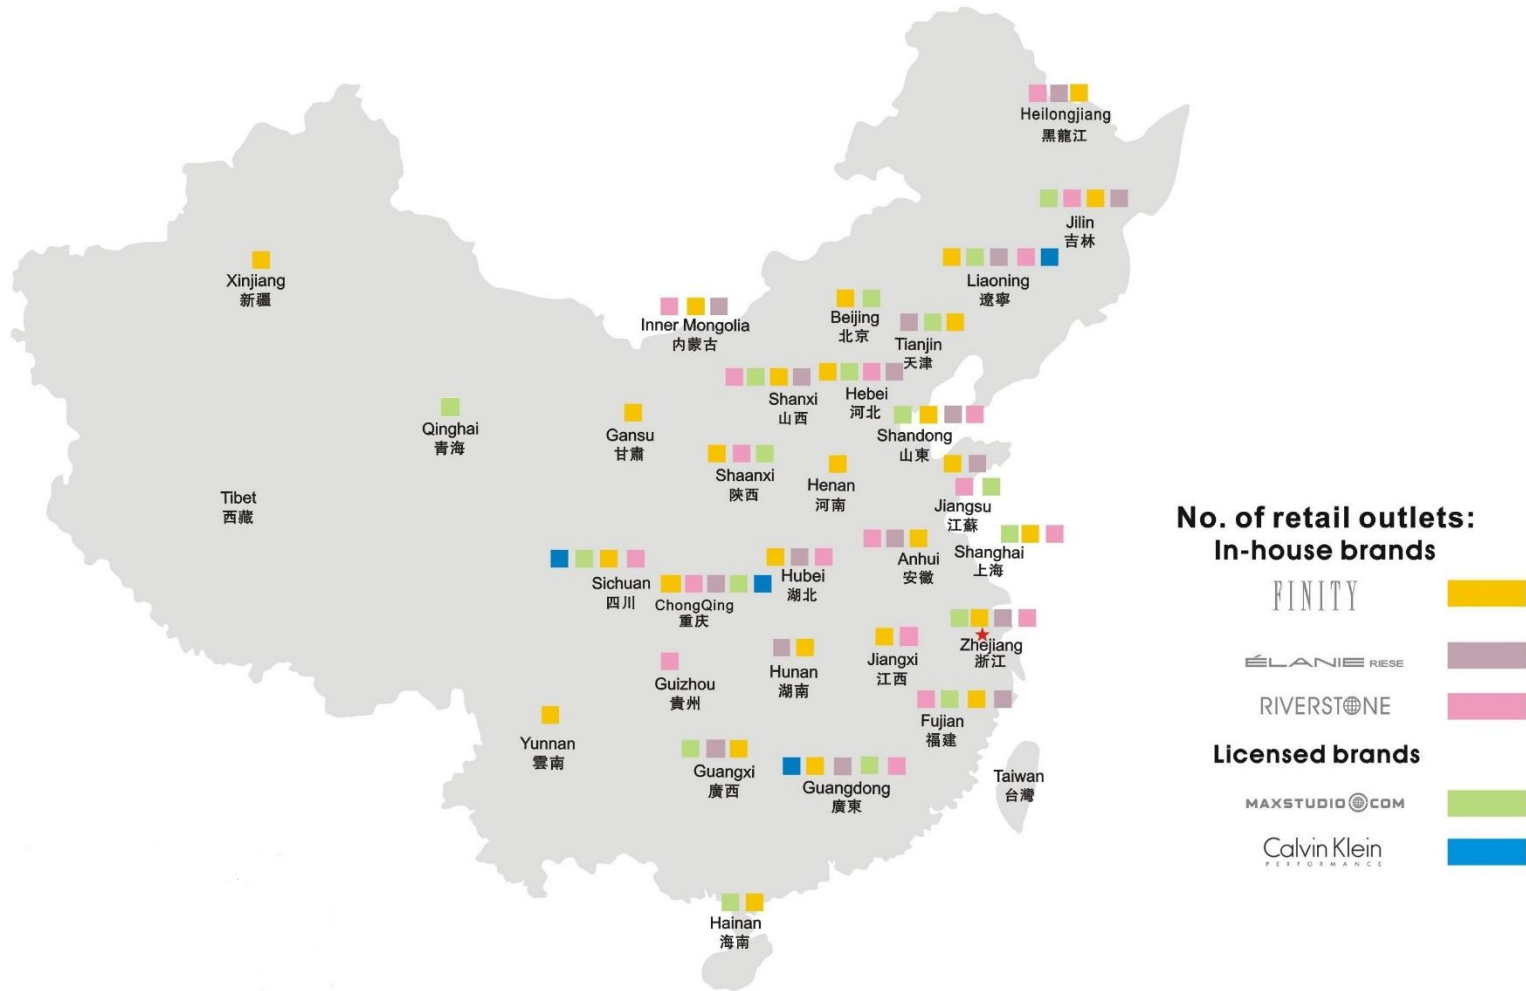 Heilongjiang
黑龍江
Jilin
吉林
Liaoning
遼寧
Xinjiang
新疆
Inner Mongolia
内蒙古
Beijing
北京
Tianjin
天津
Shanxi
山西
Hebei
河北
Qinghai
青海
Gansu
甘肅
Shandong
山東
Shaanxi
陝西
Henan
河南
Tibet
西藏
Jiangsu
江蘇
Anhui
安徽
Shanghai
上海
Sichuan
四川
ChongQing
重庆
Hubei
湖北
Zhejiang
浙江
Guizhou
貴州
Hunan
湖南
Jiangxi
江西
Fujian
福建
Yunnan
雲南
Guangxi
廣西
Guangdong
廣東
Taiwan
台灣
Hainan
海南
No. of retail outlets:
In-house brands
FINITY
ÉLANIE RIESE
RIVERSTONE
Licensed brands
MAXSTUDIO COM
Calvin Klein
PERFORMANCE